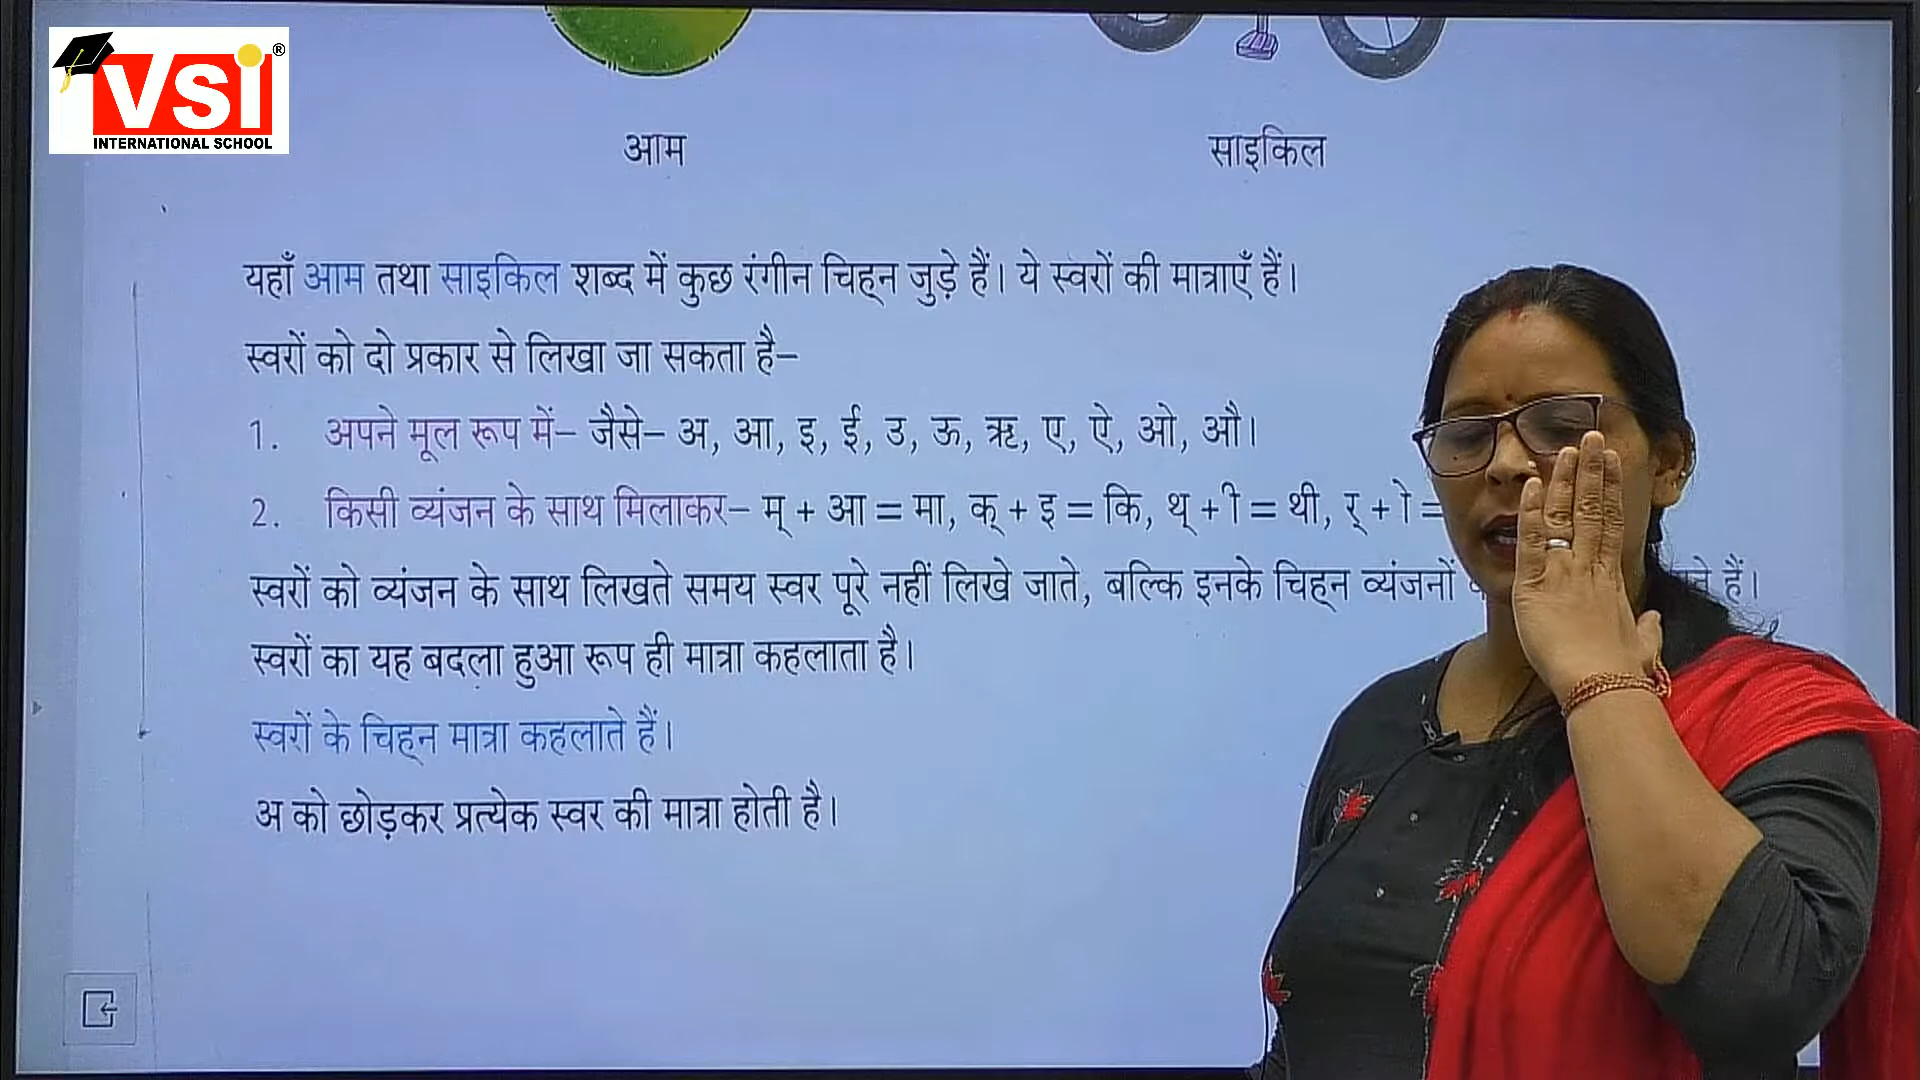 VSI®
INTERNATIONAL SCHOOL
आम साइकिल
यहाँ आम तथा साइकिल शब्द में कुछ रंगीन चिह्न जुड़े हैं। ये स्वरों की मात्राएँ हैं।
स्वरों को दो प्रकार से लिखा जा सकता है–
1. अपने मूल रूप में– जैसे– अ, आ, इ, ई, उ, ऊ, ऋ, ए, ऐ, ओ, औ।
2. किसी व्यंजन के साथ मिलाकर– म् + आ = मा, क् + इ = कि, थ् + ी = थी, र् + ो =
स्वरों को व्यंजन के साथ लिखते समय स्वर पूरे नहीं लिखे जाते, बल्कि इनके चिह्न व्यंजनों हैं।
स्वरों का यह बदला हुआ रूप ही मात्रा कहलाता है।
स्वरों के चिह्न मात्रा कहलाते हैं।
अ को छोड़कर प्रत्येक स्वर की मात्रा होती है।